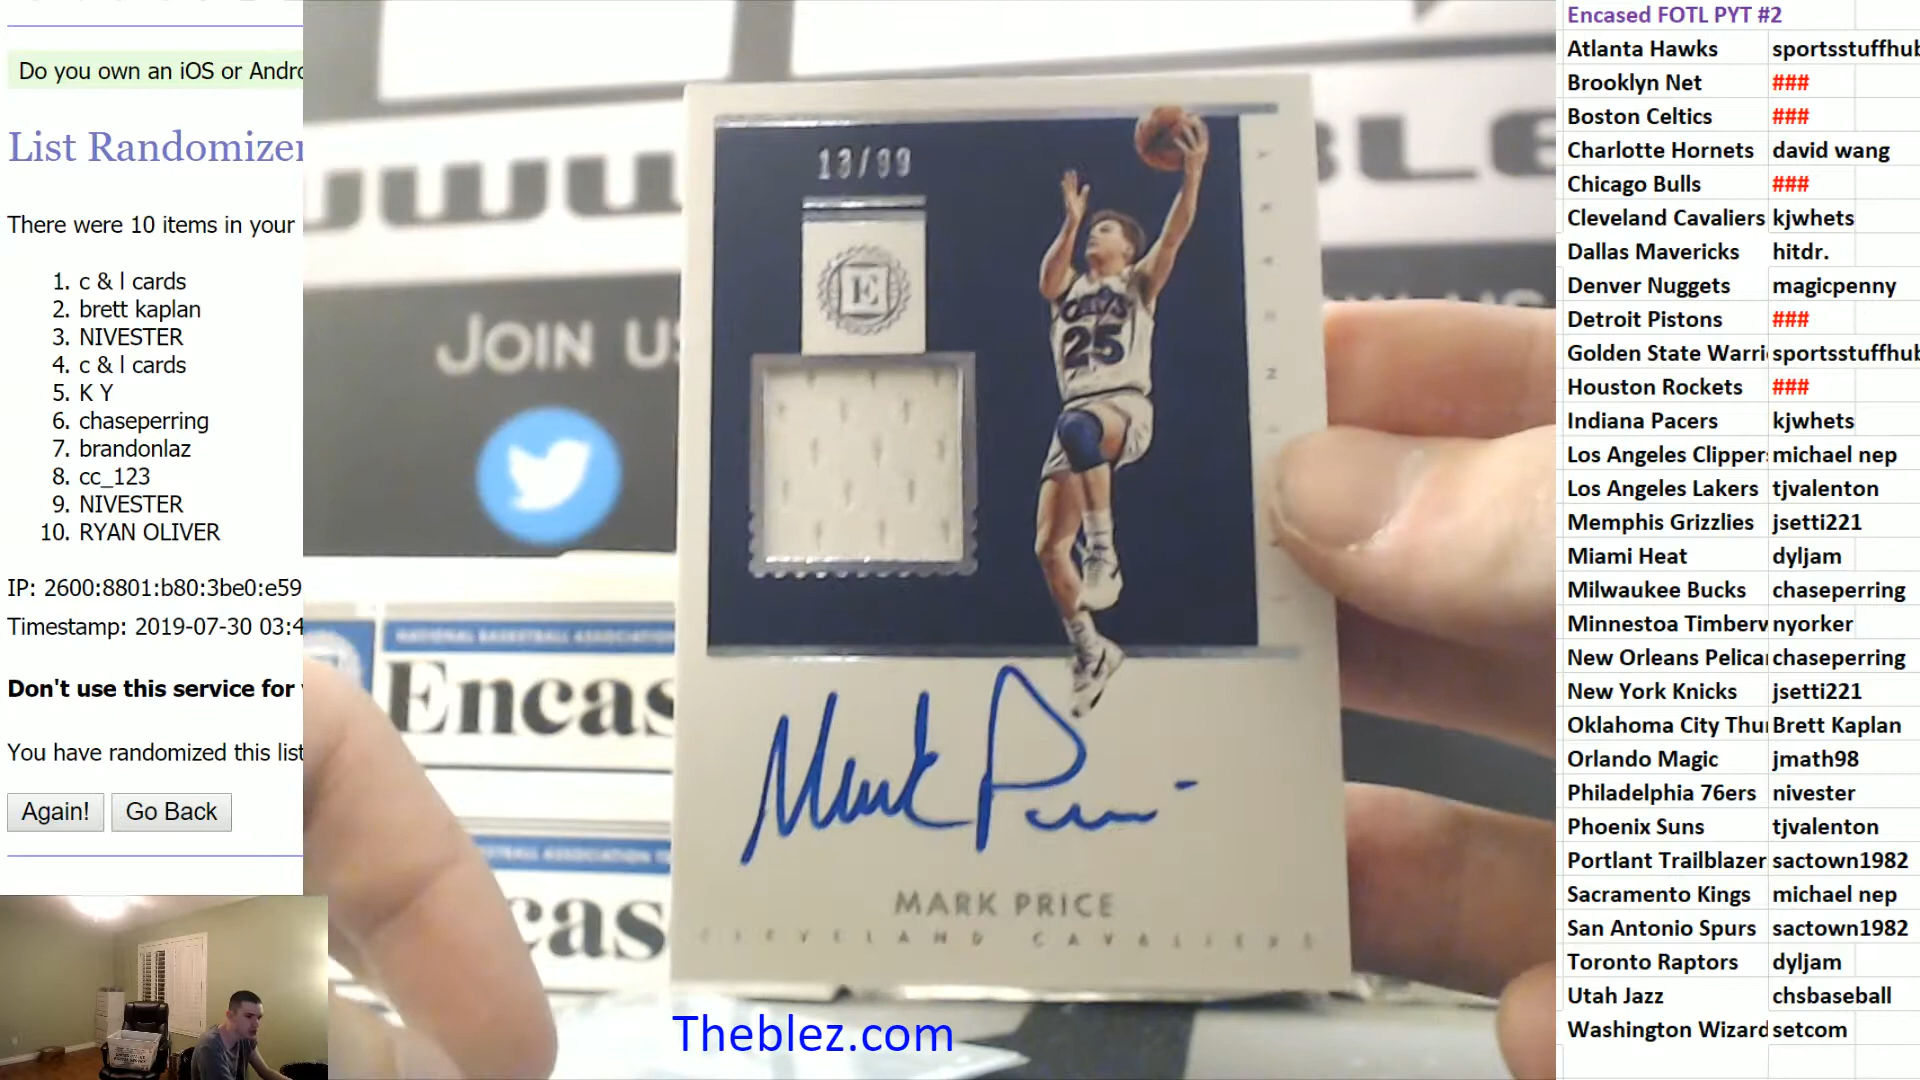 Do you own an iOS or Andro
List Randomizer
There were 10 items in your
1. c & l cards
2. brett kaplan
3. NIVESTER
4. c & l cards
5. K Y
6. chaseperring
7. brandonlaz
8. cc_123
9. NIVESTER
10. RYAN OLIVER
IP: 2600:8801:b80:3be0:e59
Timestamp: 2019-07-30 03:4
Don't use this service for
You have randomized this list
Again! Go Back
JOIN US
NATIONAL BASKETBALL ASSOCIATION
Encas
cas
13/99
E
CAVS
25
Mark Price
MARK PRICE
CLEVELAND CAVALIERS
Theblez.com
Encased FOTL PYT #2
Atlanta Hawks sportsstuffhub
Brooklyn Net ###
Boston Celtics ###
Charlotte Hornets david wang
Chicago Bulls ###
Cleveland Cavaliers kjwhets
Dallas Mavericks hitdr.
Denver Nuggets magicpenny
Detroit Pistons ###
Golden State Warri sportsstuffhub
Houston Rockets ###
Indiana Pacers kjwhets
Los Angeles Clippers michael nep
Los Angeles Lakers tjvalenton
Memphis Grizzlies jsetti221
Miami Heat dyljam
Milwaukee Bucks chaseperring
Minnestoa Timberw nyorker
New Orleans Pelica chaseperring
New York Knicks jsetti221
Oklahoma City Thu Brett Kaplan
Orlando Magic jmath98
Philadelphia 76ers nivester
Phoenix Suns tjvalenton
Portlant Trailblazer sactown1982
Sacramento Kings michael nep
San Antonio Spurs sactown1982
Toronto Raptors dyljam
Utah Jazz chsbaseball
Washington Wizard setcom